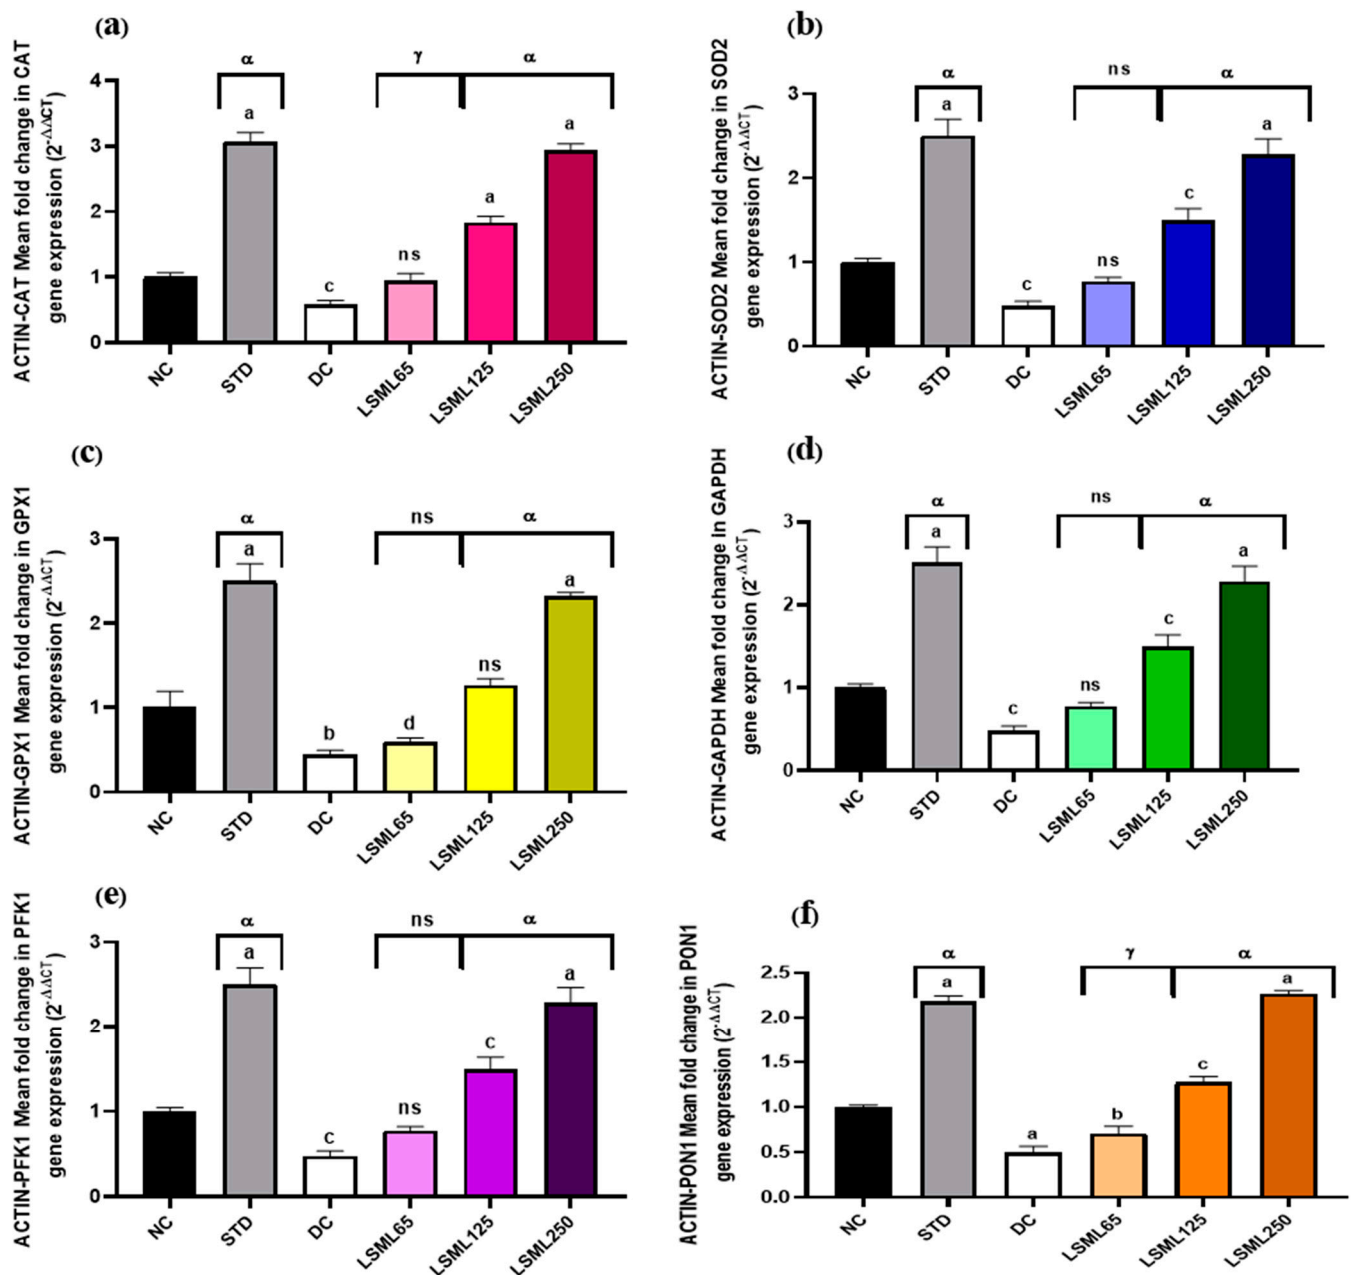 (a)
ACTIN-CAT Mean fold change in CAT
gene expression (2-ΔΔCT)
4
3
2
1
0
α
γ
α
a
c
ns
a
a
NC
STD
DC
LSML65
LSML125
LSML250
(b)
ACTIN-SOD2 Mean fold change in SOD2
gene expression (2-ΔΔCT)
3
2
1
0
α
ns
α
a
c
ns
c
a
NC
STD
DC
LSML65
LSML125
LSML250
(c)
ACTIN-GPX1 Mean fold change in GPX1
gene expression (2-ΔΔCT)
3
2
1
0
α
ns
α
a
b
d
ns
a
NC
STD
DC
LSML65
LSML125
LSML250
(d)
ACTIN-GAPDH Mean fold change in GAPDH
gene expression (2-ΔΔCT)
3
2
1
0
α
ns
α
a
c
ns
c
a
NC
STD
DC
LSML65
LSML125
LSML250
(e)
ACTIN-PFK1 Mean fold change in PFK1
gene expression (2-ΔΔCT)
3
2
1
0
α
ns
α
a
c
ns
c
a
NC
STD
DC
LSML65
LSML125
LSML250
(f)
ACTIN-PON1 Mean fold change in PON1
gene expression (2-ΔΔCT)
2.5
2.0
1.5
1.0
0.5
0.0
α
γ
α
a
a
b
c
a
NC
STD
DC
LSML65
LSML125
LSML250